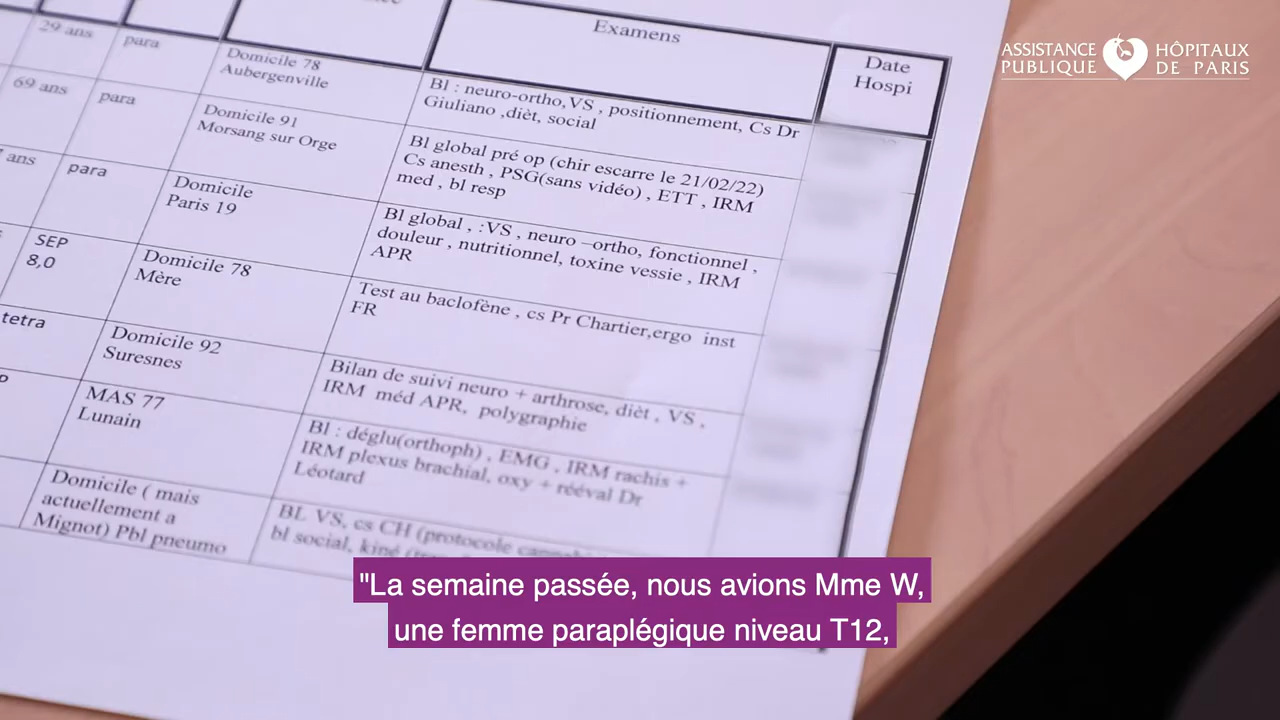 ASSISTANCE
PUBLIQUE
HÔPITAUX
DE PARIS
Examens
Date
Hospi
29 ans
para
Domicile 78
Aubergenville
Bl : neuro-ortho,VS , positionnement, Cs Dr
Giuliano ,dièt, social
69 ans
para
Domicile 91
Morsang sur Orge
Bl global pré op (chir escarre le 21/02/22)
Cs anesth , PSG(sans vidéo) , ETT , IRM
med , bl resp
ans
para
Domicile
Paris 19
Bl global , :VS , neuro –ortho, fonctionnel ,
douleur , nutritionnel, toxine vessie , IRM
APR
SEP
8,0
Domicile 78
Mère
Test au baclofène , cs Pr Chartier,ergo inst
FR
tetra
Domicile 92
Suresnes
Bilan de suivi neuro + arthrose, dièt , VS ,
IRM méd APR, polygraphie
MAS 77
Lunain
Bl : déglu(orthoph) , EMG , IRM rachis +
IRM plexus brachial, oxy + rééval Dr
Léotard
Domicile ( mais
actuellement a
Mignot) Pbl pneumo
BL VS, cs CH (protocole
bl social, kiné
"La semaine passée, nous avions Mme W,
une femme paraplégique niveau T12,